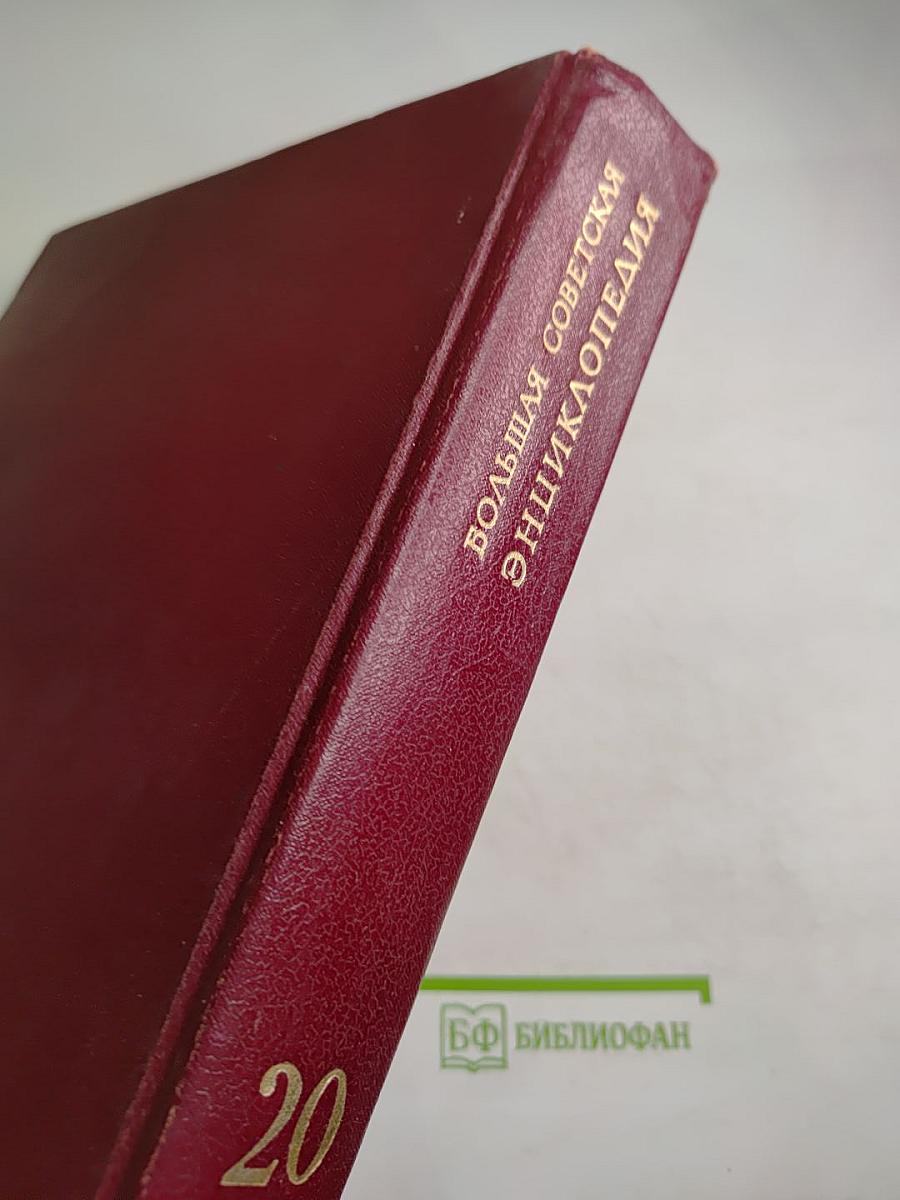 БОЛЬШАЯ СОВЕТСКАЯ
ЭНЦИКЛОПЕДИЯ
20
БФ БИБЛИОФАН